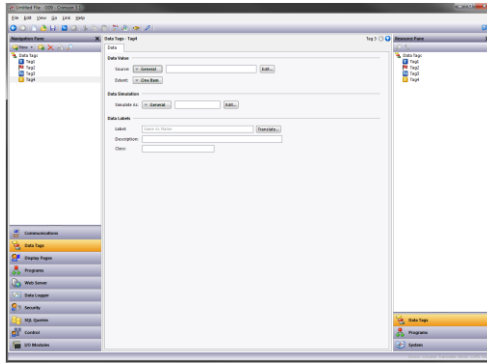 File Edit View Go Link Help
Navigation Pane
Data Tags - Tag4
Resource Pane
New
Data
Data Tags
Tag1
Tag2
Tag3
Tag4
Data Value
Source: General Edit...
Extent: One Item
Data Simulation
Simulate As: General Edit...
Data Labels
Label: Translate...
Description:
Class:
Data Tags
Tag1
Tag2
Tag3
Tag4
Communications
Data Tags
Display Pages
Programs
Web Server
Data Logger
Security
SQL Queries
Control
I/O Modules
Data Tags
Programs
System